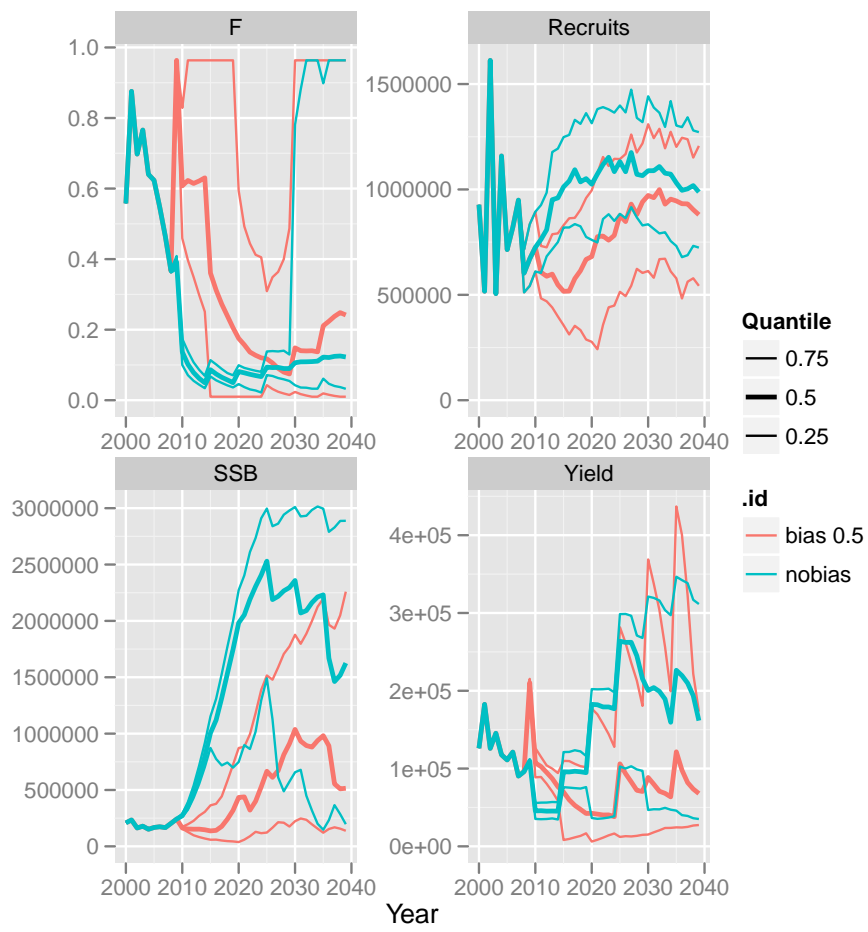 F
Recruits
1.0
0.8
0.6
0.4
0.2
0.0
1500000
1000000
500000
0
2000 2010 2020 2030 2040
2000 2010 2020 2030 2040
SSB
Yield
3000000
2500000
2000000
1500000
1000000
500000
0
4e+05
3e+05
2e+05
1e+05
0e+00
2000 2010 2020 2030 2040
2000 2010 2020 2030 2040
Year
Quantile
0.75
0.5
0.25
.id
bias 0.5
nobias